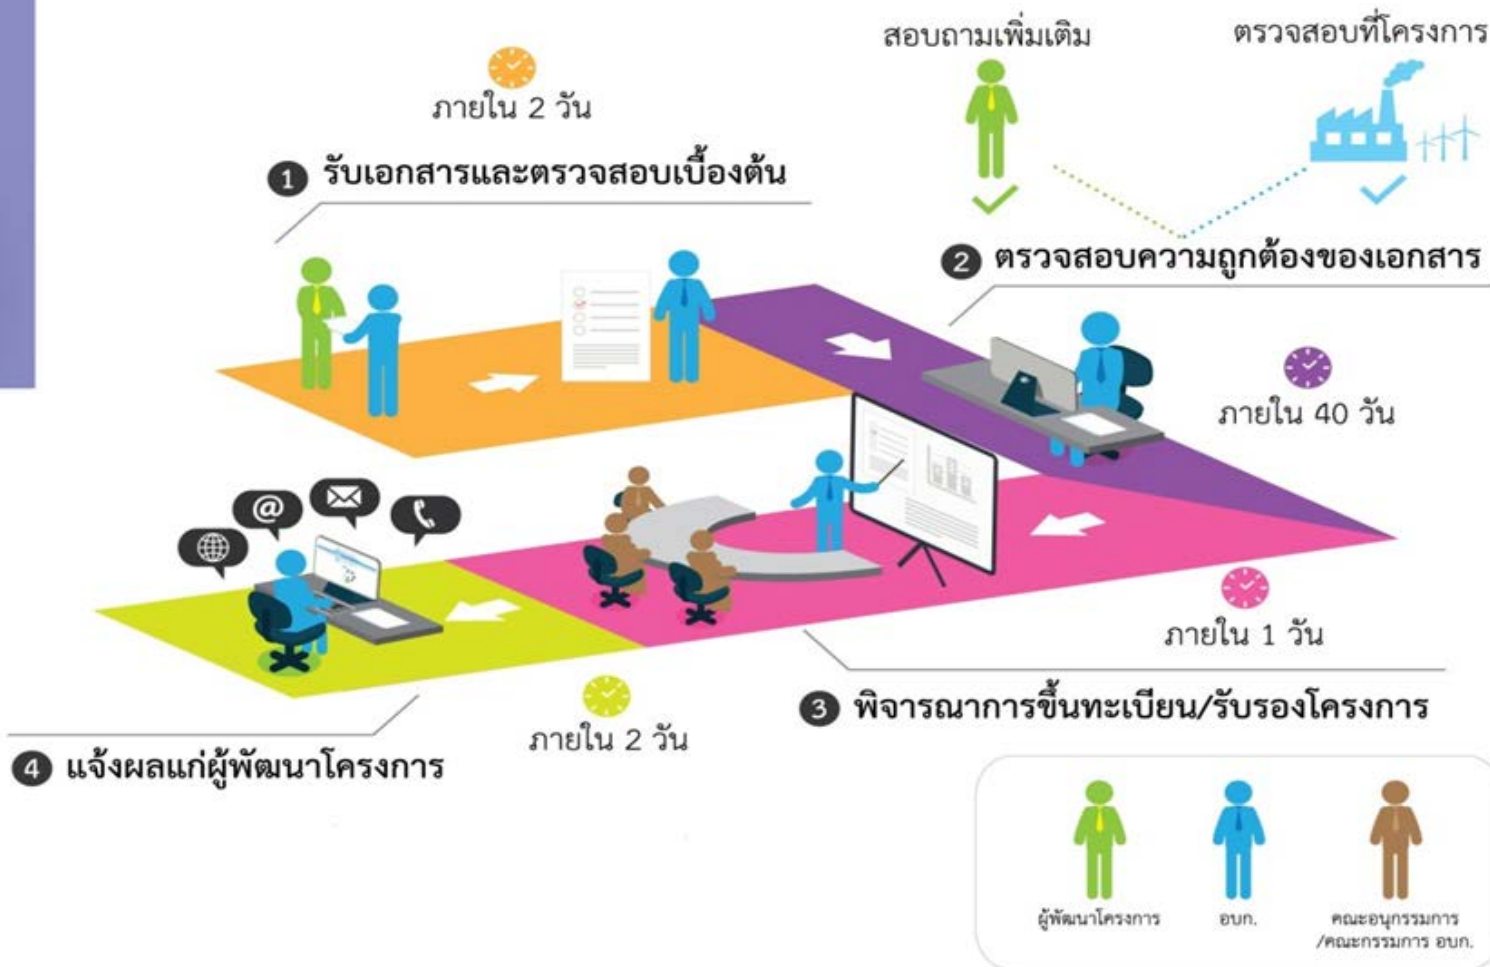 สอบถามเพิ่มเติม
ตรวจสอบที่โครงการ
ภายใน 2 วัน
1 รับเอกสารและตรวจสอบเบื้องต้น
2 ตรวจสอบความถูกต้องของเอกสาร
ภายใน 40 วัน
@
ภายใน 1 วัน
3 พิจารณาการขึ้นทะเบียน/รับรองโครงการ
ภายใน 2 วัน
4 แจ้งผลแก่ผู้พัฒนาโครงการ
ผู้พัฒนาโครงการ
อบก.
คณะอนุกรรมการ
/คณะกรรมการ อบก.